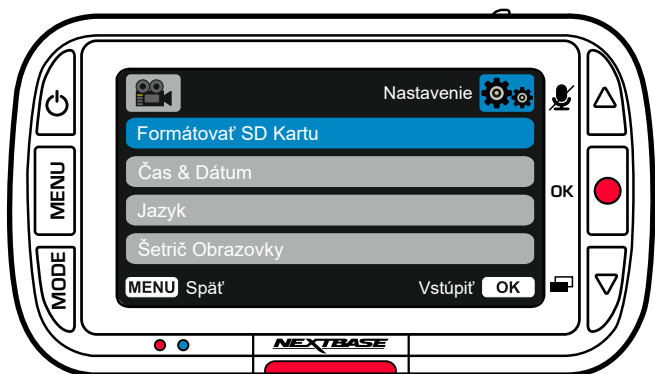 Nastavenie
Formátovať SD Kartu
Čas & Dátum
Jazyk
Šetrič Obrazovky
MENU Späť
Vstúpiť OK
MENU
MODE
OK
NEXTBASE